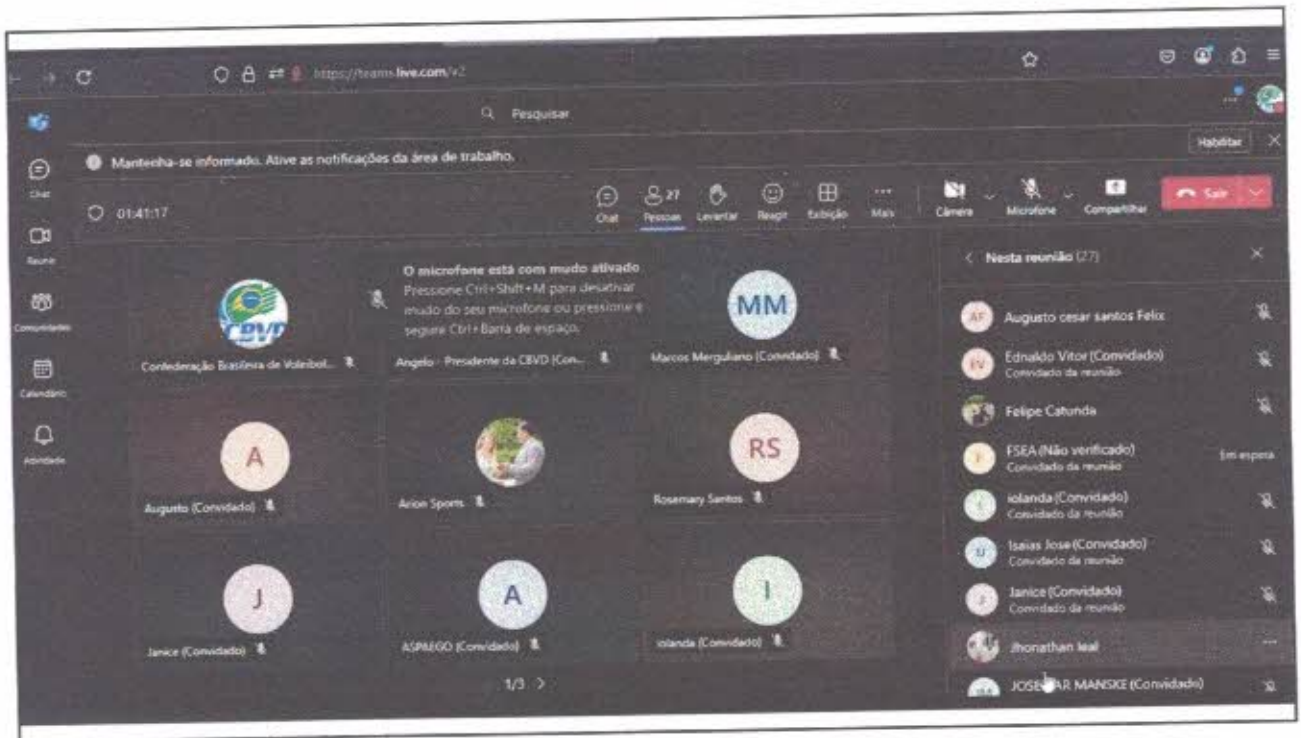 https://teams.live.com/v2
Pesquisar
Habilitar
Mantenha-se informado. Ative as notificações da área de trabalho.
Chat
Reunir
Comunidades
Calendário
Atividade
01:41:17
27
Chat
Pessoas
Levantar
Reagir
Exibição
Mais
Câmera
Microfone
Compartilhar
Sair
CBVD
Confederação Brasileira de Voleibol...
O microfone está com mudo ativado
Pressione Ctrl+Shift+M para desativar
mudo do seu microfone ou pressione e
segure Ctrl+Barra de espaço.
Angelo - Presidente da CBVD (Con...
MM
Marcos Merguliano (Convidado)
A
Augusto (Convidado)
Arion Sports
RS
Rosemary Santos
J
Janice (Convidado)
A
ASPAEGO (Convidado)
I
iolanda (Convidado)
1/3
Nesta reunião (27)
AF
Augusto cesar santos Felix
EV
Ednaldo Vitor (Convidado)
Convidado da reunião
Felipe Catunda
FSEA (Não verificado)
Convidado da reunião
Em espera
iolanda (Convidado)
Convidado da reunião
IJ
Isaias Jose (Convidado)
Convidado da reunião
J
Janice (Convidado)
Convidado da reunião
Jhonathan leal
MANSKE (Convidado)